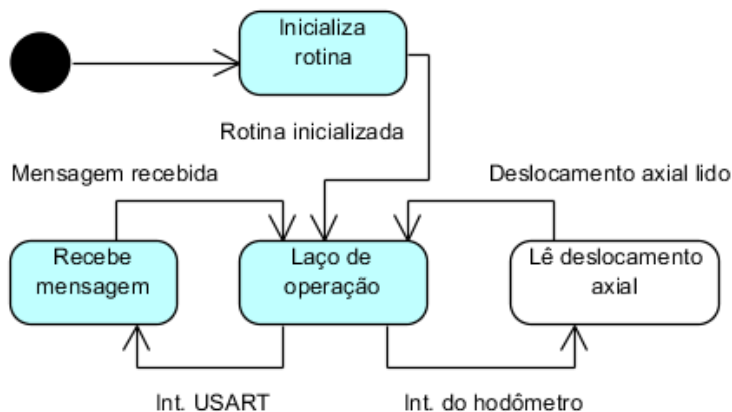 Inicializa
rotina
Rotina inicializada
Mensagem recebida
Deslocamento axial lido
Recebe
mensagem
Laço de
operação
Lê deslocamento
axial
Int. USART
Int. do hodômetro